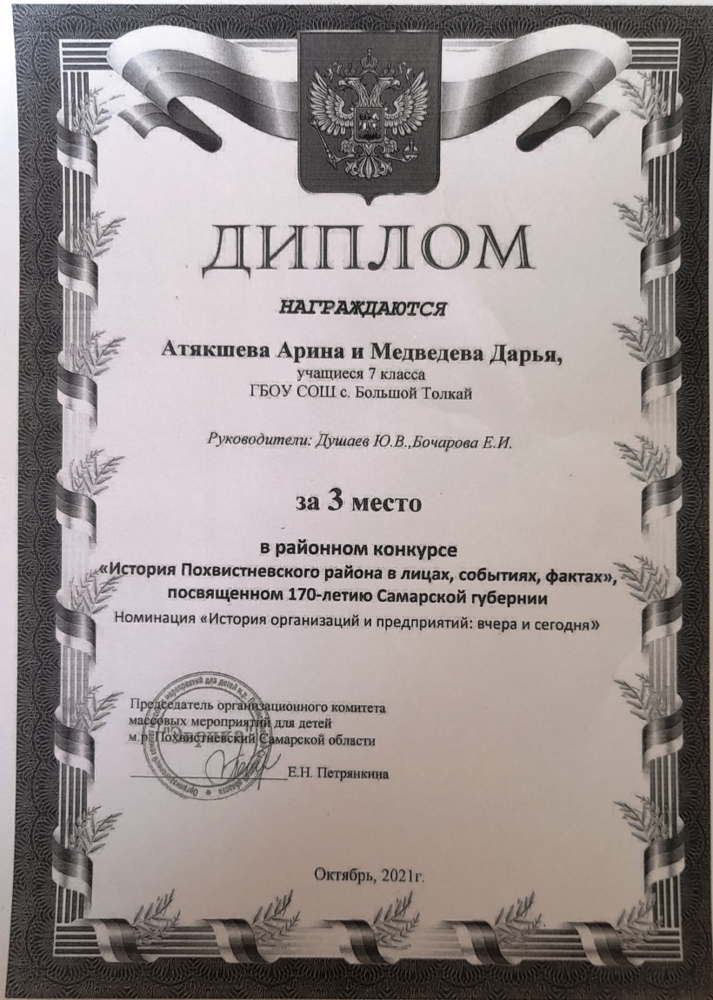 ДИПЛОМ
НАГРАЖДАЮТСЯ
Атякшева Арина и Медведева Дарья,
учащиеся 7 класса
ГБОУ СОШ с. Большой Толкай
Руководители: Душаев Ю.В.,Бочарова Е.И.
за 3 место
в районном конкурсе
«История Похвистневского района в лицах, событиях, фактах»,
посвященном 170-летию Самарской губернии
Номинация «История организаций и предприятий: вчера и сегодня»
Председатель организационного комитета
массовых мероприятий для детей
м.р. Похвистневский Самарской области
Е.Н. Петрянкина
"Эврика"
Октябрь, 2021г.